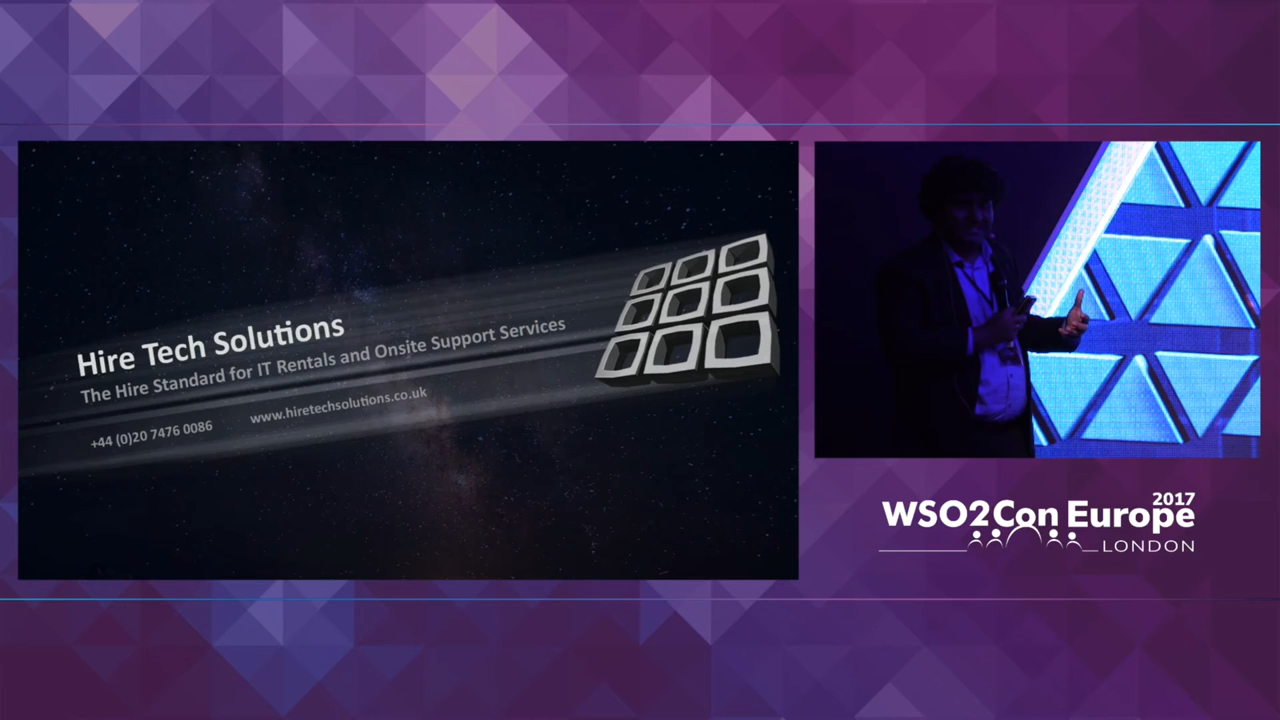 Hire Tech Solutions
The Hire Standard for IT Rentals and Onsite Support Services
+44 (0)20 7476 0086 www.hiretechsolutions.co.uk
2017
WSO2Con Europe
LONDON